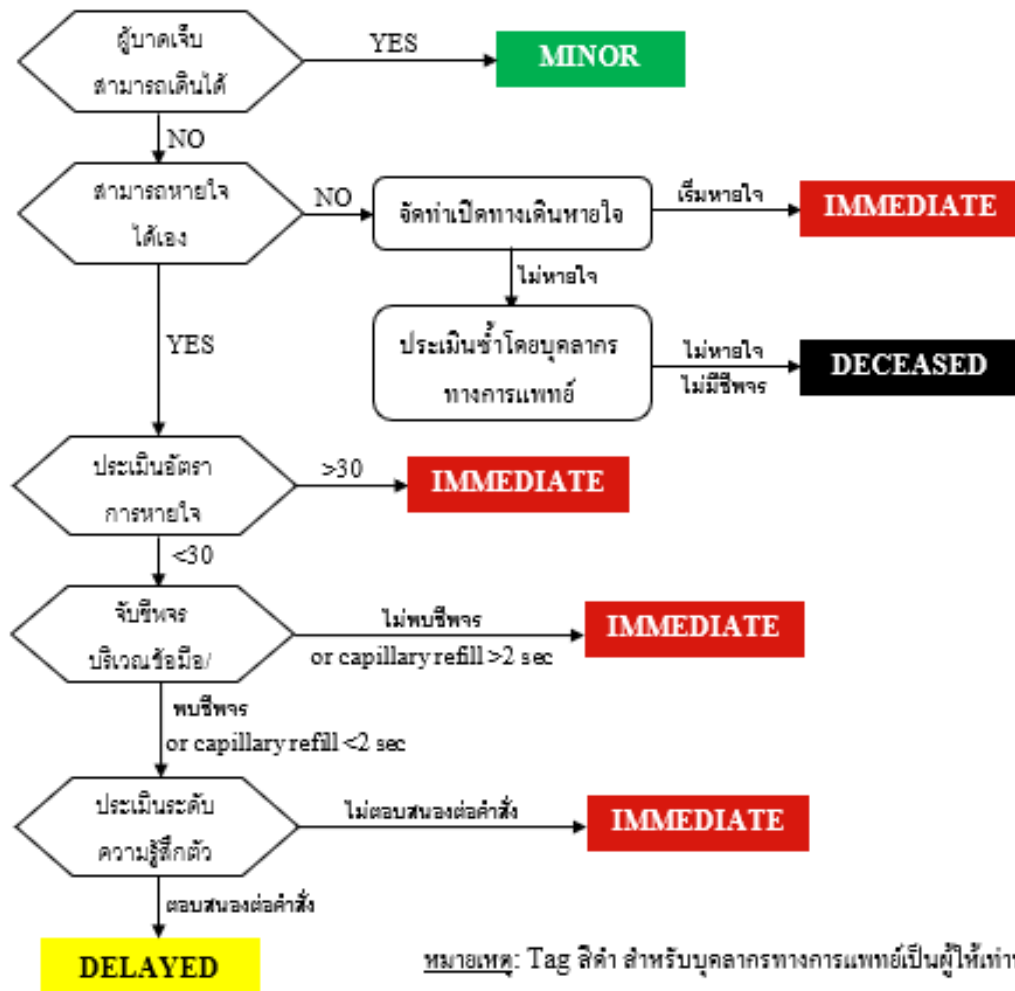 ผู้บาดเจ็บ
สามารถเดินได้
YES
MINOR
NO
สามารถหายใจ
ได้เอง
NO
จัดท่าเปิดทางเดินหายใจ
เริ่มหายใจ
IMMEDIATE
ไม่หายใจ
YES
ประเมินซ้ำโดยบุคลากร
ทางการแพทย์
ไม่หายใจ
ไม่มีชีพจร
DECEASED
ประเมินอัตรา
การหายใจ
>30
IMMEDIATE
<30
จับชีพจร
บริเวณข้อมือ/
ไม่พบชีพจร
or capillary refill >2 sec
IMMEDIATE
พบชีพจร
or capillary refill <2 sec
ประเมินระดับ
ความรู้สึกตัว
ไม่ตอบสนองต่อคำสั่ง
IMMEDIATE
ตอบสนองต่อคำสั่ง
DELAYED
หมายเหตุ: Tag สีดำ สำหรับบุคลากรทางการแพทย์เป็นผู้ให้